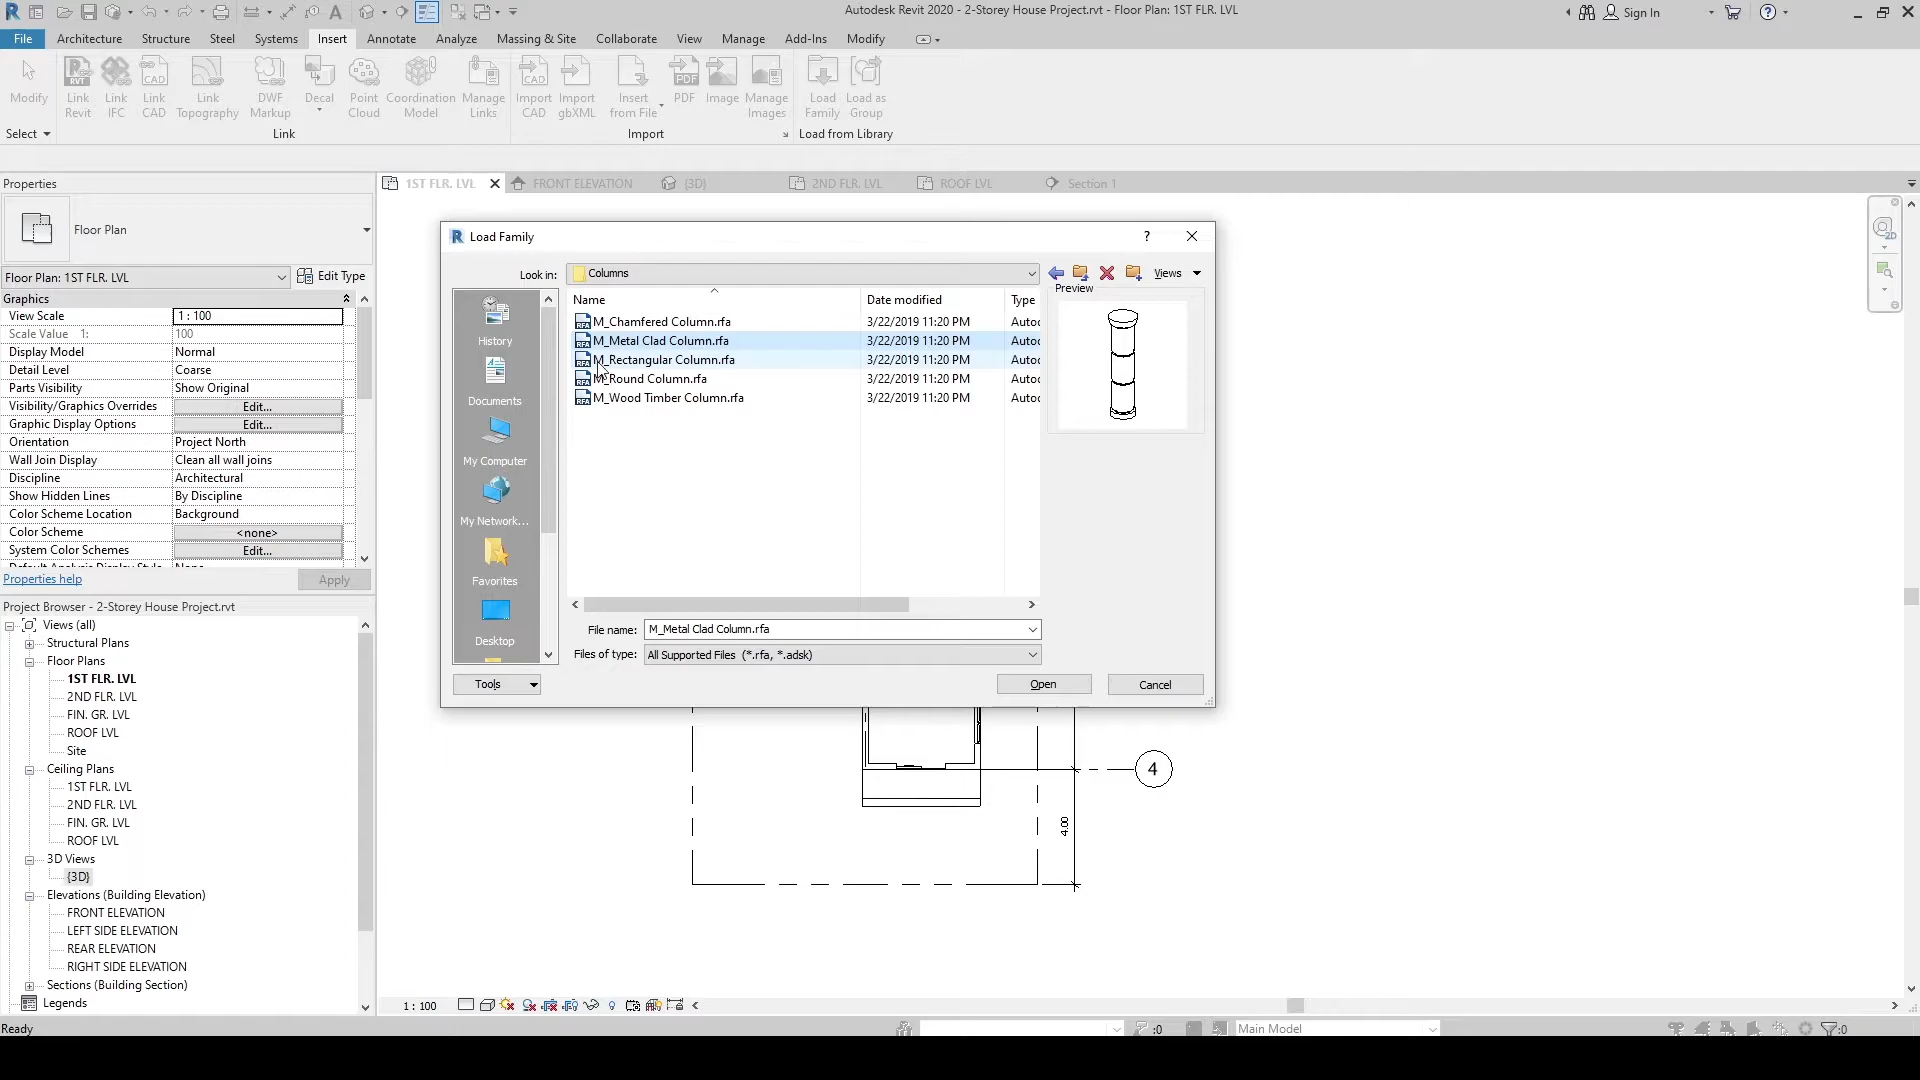 Autodesk Revit 2020 - 2-Storey House Project.rvt - Floor Plan: 1ST FLR. LVL
Sign In
File Architecture Structure Steel Systems Insert Annotate Analyze Massing & Site Collaborate View Manage Add-Ins Modify
Modify
Link Revit
Link IFC
Link CAD
Link Topography
DWF Markup
Decal
Point Cloud
Coordination Model
Manage Links
Import CAD
Import gbXML
Insert from File
PDF
Image
Manage Images
Load Family
Load as Group
Select
Link
Import
Load from Library
Properties
1ST FLR. LVL
FRONT ELEVATION
{3D}
2ND FLR. LVL
ROOF LVL
Section 1
Floor Plan
Floor Plan: 1ST FLR. LVL
Edit Type
Graphics
View Scale 1 : 100
Scale Value 1: 100
Display Model Normal
Detail Level Coarse
Parts Visibility Show Original
Visibility/Graphics Overrides Edit...
Graphic Display Options Edit...
Orientation Project North
Wall Join Display Clean all wall joins
Discipline Architectural
Show Hidden Lines By Discipline
Color Scheme Location Background
Color Scheme <none>
System Color Schemes Edit...
Properties help
Apply
Project Browser - 2-Storey House Project.rvt
Views (all)
Structural Plans
Floor Plans
1ST FLR. LVL
2ND FLR. LVL
FIN. GR. LVL
ROOF LVL
Site
Ceiling Plans
1ST FLR. LVL
2ND FLR. LVL
FIN. GR. LVL
ROOF LVL
3D Views
{3D}
Elevations (Building Elevation)
FRONT ELEVATION
LEFT SIDE ELEVATION
REAR ELEVATION
RIGHT SIDE ELEVATION
Sections (Building Section)
Legends
Load Family
Look in: Columns
Views
Preview
History
Documents
My Computer
My Network...
Favorites
Desktop
Name Date modified Type
M_Chamfered Column.rfa 3/22/2019 11:20 PM Autod
M_Metal Clad Column.rfa 3/22/2019 11:20 PM Autod
M_Rectangular Column.rfa 3/22/2019 11:20 PM Autod
M_Round Column.rfa 3/22/2019 11:20 PM Autod
M_Wood Timber Column.rfa 3/22/2019 11:20 PM Autod
File name: M_Metal Clad Column.rfa
Files of type: All Supported Files (*.rfa, *.adsk)
Tools
Open
Cancel
4
4.00
1 : 100
Ready
:0
Main Model
:0